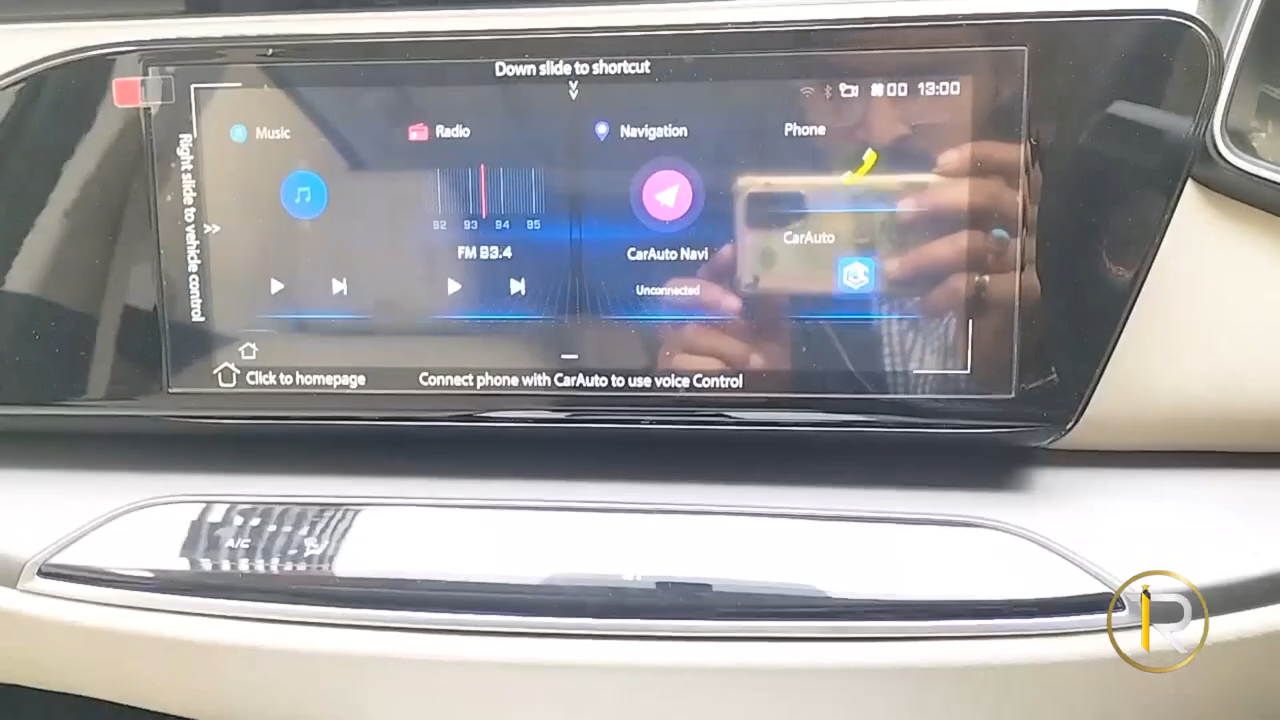 Down slide to shortcut
00 13:00
Music
Radio
Navigation
Phone
Right slide to vehicle control
92 93 94 95
FM 93.4
CarAuto Navi
CarAuto
Unconnected
Click to homepage
Connect phone with CarAuto to use voice Control
A/C
R